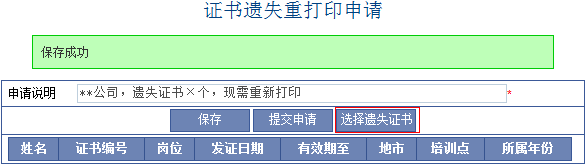 证书遗失重打印申请
保存成功
申请说明 **公司，遗失证书×个，现需重新打印 *
保存 提交申请 选择遗失证书
姓名 证书编号 岗位 发证日期 有效期至 地市 培训点 所属年份